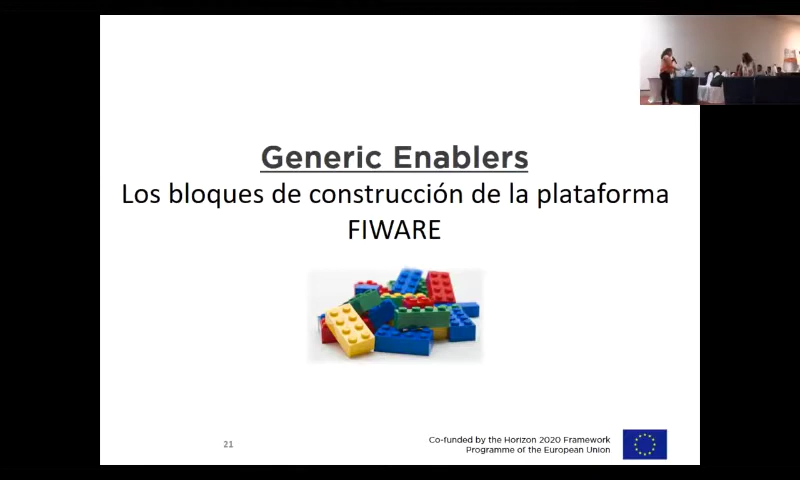 Generic Enablers
Los bloques de construcción de la plataforma
FIWARE
21
Co-funded by the Horizon 2020 Framework
Programme of the European Union